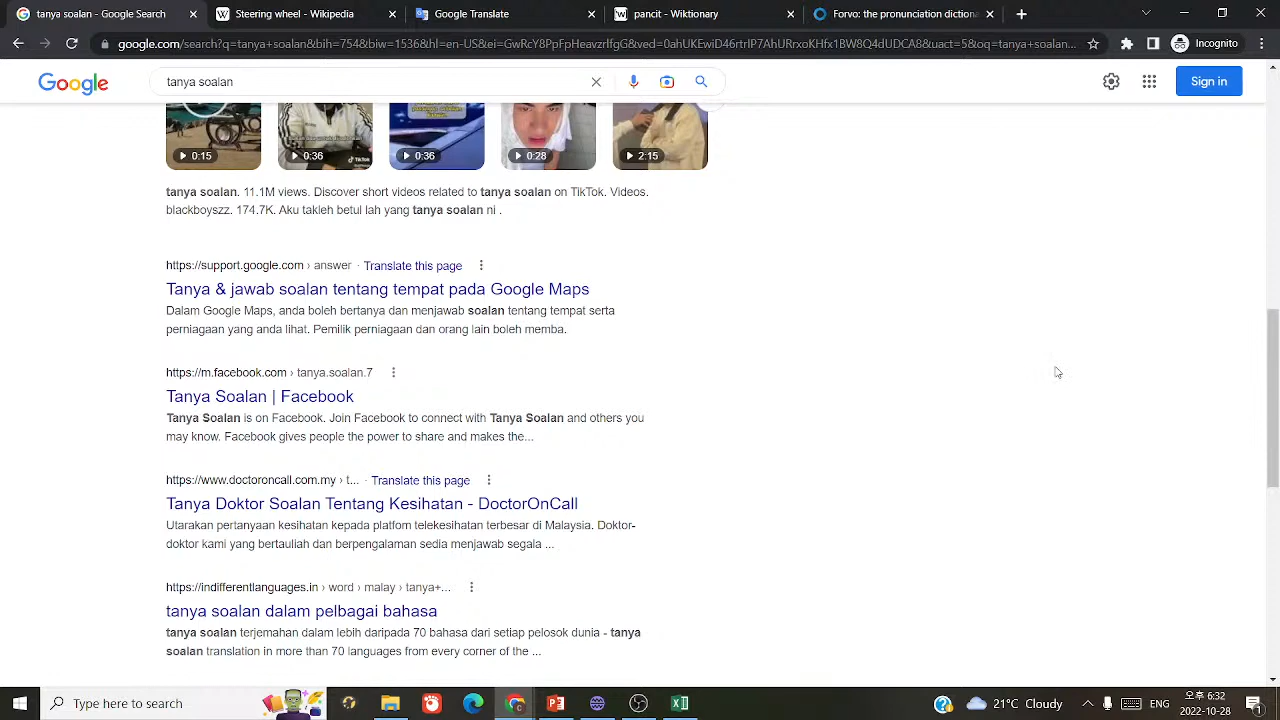 tanya soalan - Google Search
Steering wheel - Wikipedia
Google Translate
pancit - Wiktionary
Forvo: the pronunciation dictiona
google.com/search?q=tanya+soalan&bih=754&biw=1536&hl=en-US&ei=GwRcY8PpFpHeavzrlfgG&ved=0ahUKEwiD46rtrlP7AhURrxoKHfx1BW8Q4dUDCA8&uact=5&oq=tanya+soalan...
Incognito
Google
tanya soalan
Sign in
0:15
0:36
TikTok
0:36
0:28
2:15
tanya soalan. 11.1M views. Discover short videos related to tanya soalan on TikTok. Videos.
blackboyszz. 174.7K. Aku takleh betul lah yang tanya soalan ni .
https://support.google.com › answer · Translate this page
Tanya & jawab soalan tentang tempat pada Google Maps
Dalam Google Maps, anda boleh bertanya dan menjawab soalan tentang tempat serta
perniagaan yang anda lihat. Pemilik perniagaan dan orang lain boleh memba.
https://m.facebook.com › tanya.soalan.7
Tanya Soalan | Facebook
Tanya Soalan is on Facebook. Join Facebook to connect with Tanya Soalan and others you
may know. Facebook gives people the power to share and makes the...
https://www.doctoroncall.com.my › t... · Translate this page
Tanya Doktor Soalan Tentang Kesihatan - DoctorOnCall
Utarakan pertanyaan kesihatan kepada platfom telekesihatan terbesar di Malaysia. Doktor-
doktor kami yang bertauliah dan berpengalaman sedia menjawab segala ...
https://indifferentlanguages.in › word › malay › tanya+...
tanya soalan dalam pelbagai bahasa
tanya soalan terjemahan dalam lebih daripada 70 bahasa dari setiap pelosok dunia - tanya
soalan translation in more than 70 languages from every corner of the ...
Type here to search
21°C Cloudy
ENG
오후 6:32
2022-10-28